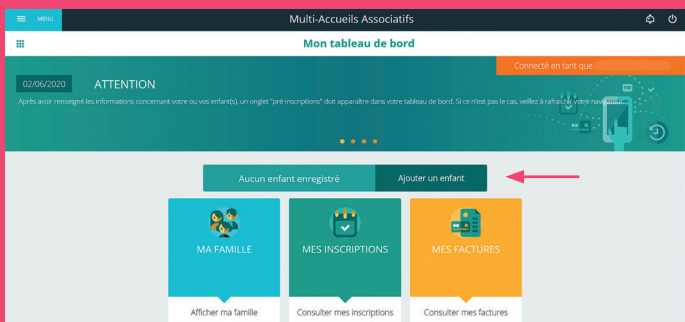 MENU
Multi-Accueils Associatifs
Mon tableau de bord
Connecté en tant que
02/06/2020
ATTENTION
Après avoir renseigné les informations concernant votre ou vos enfant(s), un onglet "pré-inscriptions" doit apparaître dans votre tableau de bord. Si ce n'est pas le cas, veillez à rafraîchir votre navigateur.
Aucun enfant enregistré
Ajouter un enfant
MA FAMILLE
MES INSCRIPTIONS
MES FACTURES
Afficher ma famille
Consulter mes inscriptions
Consulter mes factures